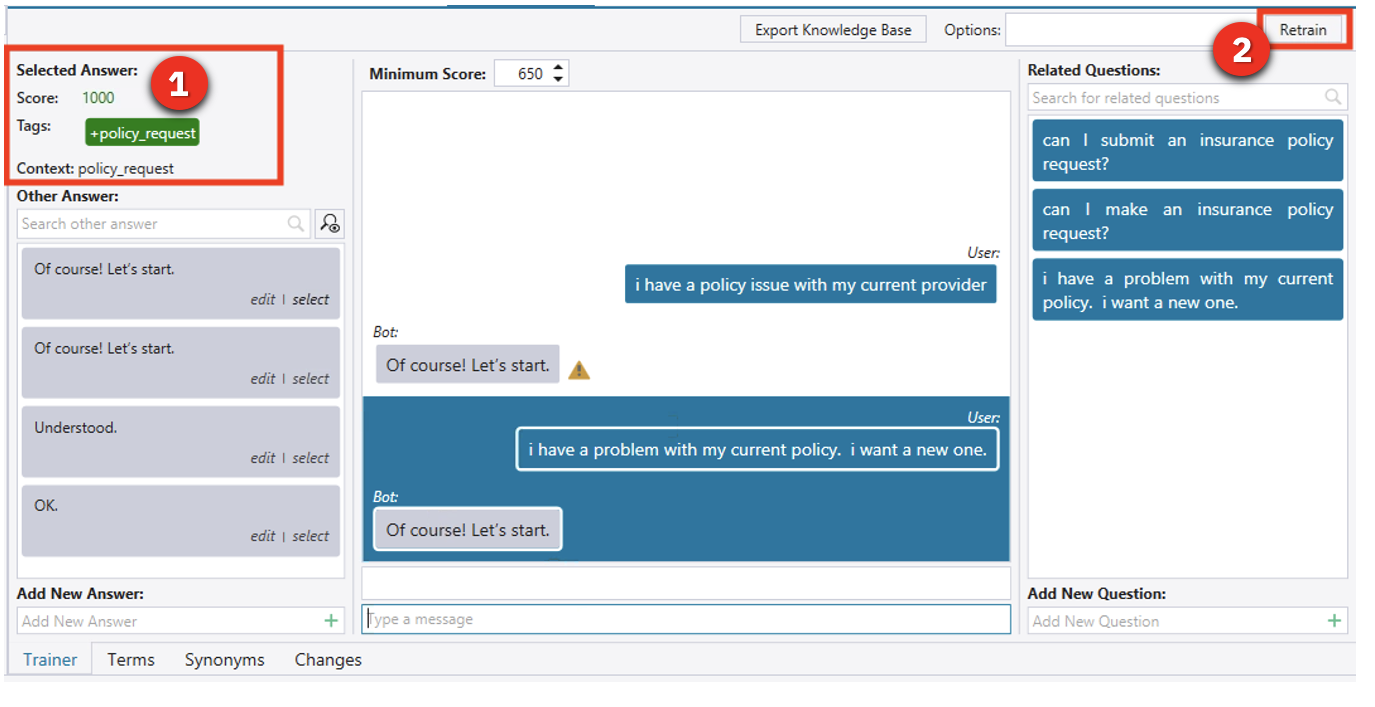 Export Knowledge Base Options: Retrain
2
Selected Answer:
1
Score: 1000
Tags: +policy_request
Context: policy_request
Other Answer:
Search other answer
Of course! Let's start.
edit | select
Of course! Let's start.
edit | select
Understood.
edit | select
OK.
edit | select
Add New Answer:
Add New Answer +
Minimum Score: 650
User:
i have a policy issue with my current provider
Bot:
Of course! Let's start.
User:
i have a problem with my current policy.  i want a new one.
Bot:
Of course! Let's start.
Type a message
Related Questions:
Search for related questions
can I submit an insurance policy
request?
can I make an insurance policy
request?
i have a problem with my current
policy.  i want a new one.
Add New Question:
Add New Question +
Trainer Terms Synonyms Changes